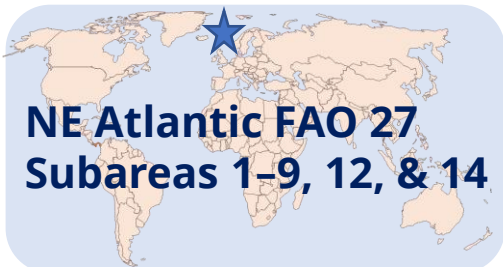 NE Atlantic FAO 27
Subareas 1–9, 12, & 14